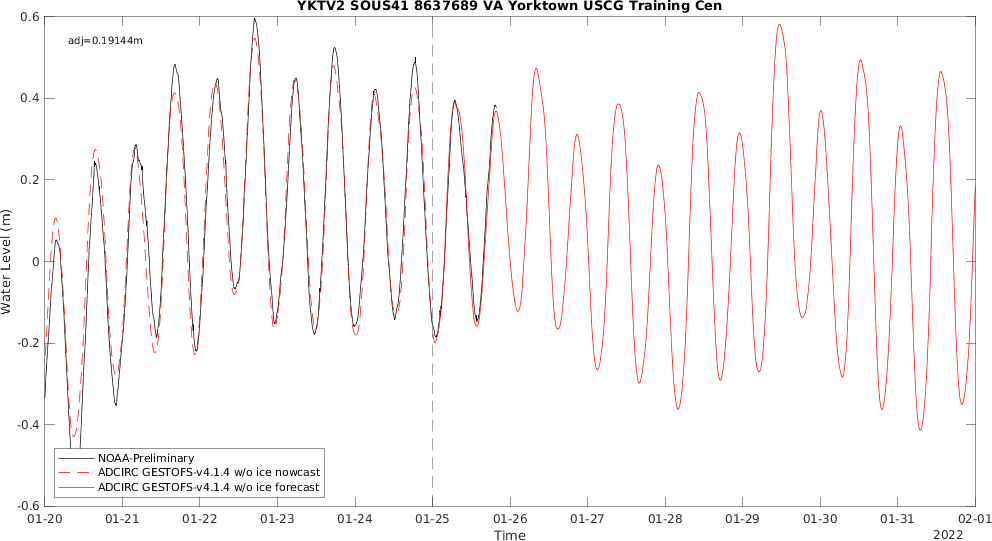 YKTV2 SOUS41 8637689 VA Yorktown USCG Training Cen
adj=0.19144m
0.6
0.4
0.2
0
-0.2
-0.4
-0.6
Water Level (m)
NOAA-Preliminary
ADCIRC GESTOFS-v4.1.4 w/o ice nowcast
ADCIRC GESTOFS-v4.1.4 w/o ice forecast
01-20 01-21 01-22 01-23 01-24 01-25 01-26 01-27 01-28 01-29 01-30 01-31 02-01
Time
2022